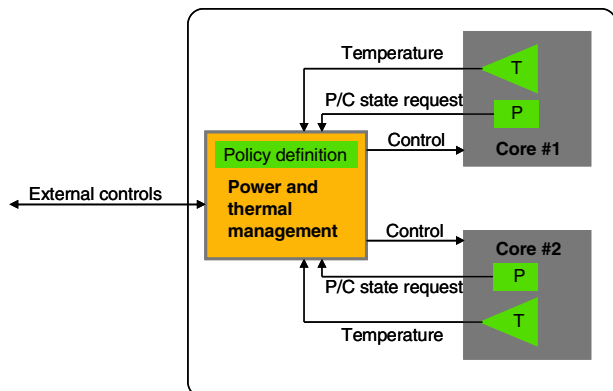 Temperature
T
P/C state request
P
Policy definition
Control
Core #1
External controls
Power and
thermal
management
Control
Core #2
P
P/C state request
T
Temperature